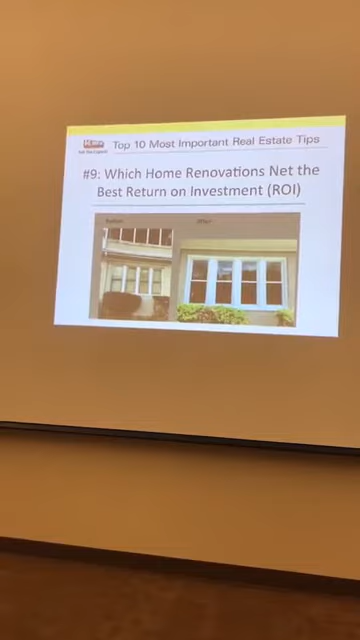 Top 10 Most Important Real Estate Tips
#9: Which Home Renovations Net the
Best Return on Investment (ROI)
Before
After